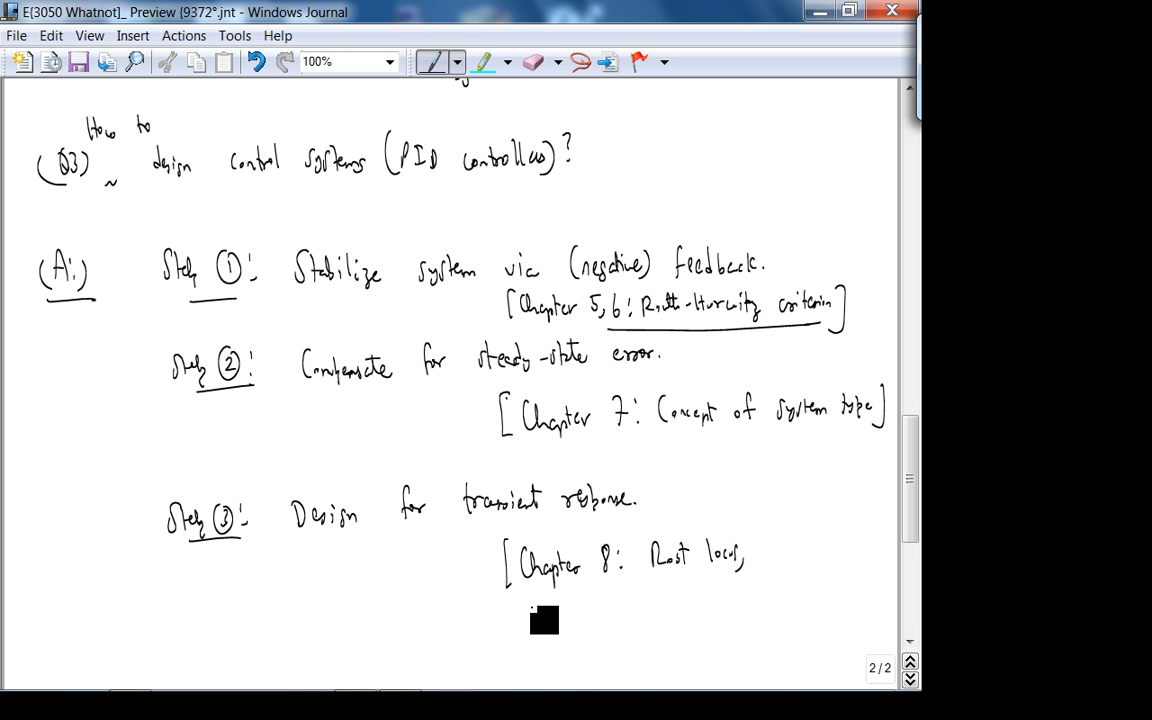 E{3050 Whatnot]_ Preview {9372°.jnt - Windows Journal
File Edit View Insert Actions Tools Help
100%
How to
(Q3) design control systems (PID controllers)?
(A:) Step 1: Stabilize system via (negative) feedback.
[Chapter 5,6: Routh-Hurwitz criterion]
Step 2: Compensate for steady-state error.
[Chapter 7: Concept of system type]
Step 3: Design for transient response.
[Chapter 8: Root locus,
2/2